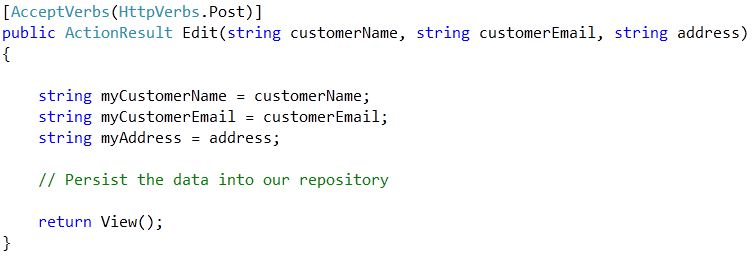 [AcceptVerbs(HttpVerbs.Post)]
public ActionResult Edit(string customerName, string customerEmail, string address)
{
string myCustomerName = customerName;
string myCustomerEmail = customerEmail;
string myAddress = address;
// Persist the data into our repository
return View();
}